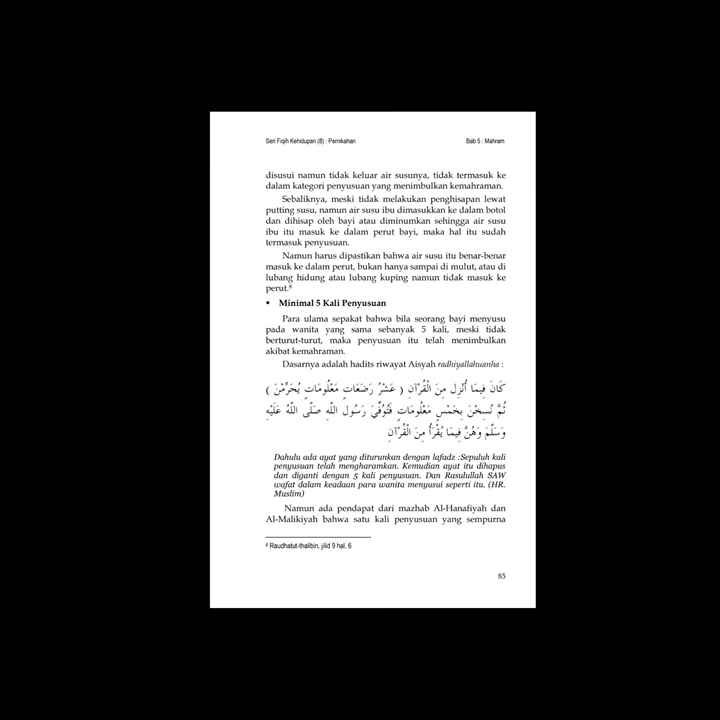 Seri Fiqih Kehidupan (8) : Pernikahan
Bab 5 : Mahram
disusui namun tidak keluar air susunya, tidak termasuk ke
dalam kategori penyusuan yang menimbulkan kemahraman.
Sebaliknya, meski tidak melakukan penghisapan lewat
putting susu, namun air susu ibu dimasukkan ke dalam botol
dan dihisap oleh bayi atau diminumkan sehingga air susu
ibu itu masuk ke dalam perut bayi, maka hal itu sudah
termasuk penyusuan.
Namun harus dipastikan bahwa air susu itu benar-benar
masuk ke dalam perut, bukan hanya sampai di mulut, atau di
lubang hidung atau lubang kuping namun tidak masuk ke
perut.⁸
▪ Minimal 5 Kali Penyusuan
Para ulama sepakat bahwa bila seorang bayi menyusu
pada wanita yang sama sebanyak 5 kali, meski tidak
berturut-turut, maka penyusuan itu telah menimbulkan
akibat kemahraman.
Dasarnya adalah hadits riwayat Aisyah radhiyallahuanha :
كَانَ فِيمَا أُنْزِل مِنَ الْقُرْآنِ ( عَشْرُ رَضَعَاتٍ مَعْلُومَاتٍ يُحَرِّمْنَ )
ثُمَّ نُسِخْنَ بِخَمْسٍ مَعْلُومَاتٍ فَتُوُفِّيَ رَسُول اللَّهِ صَلَّى اللَّهُ عَلَيْهِ
وَسَلَّمَ وَهُنَّ فِيمَا يُقْرَأُ مِنَ الْقُرْآنِ
Dahulu ada ayat yang diturunkan dengan lafadz :Sepuluh kali
penyusuan telah mengharamkan. Kemudian ayat itu dihapus
dan diganti dengan 5 kali penyusuan. Dan Rasulullah SAW
wafat dalam keadaan para wanita menyusui seperti itu. (HR.
Muslim)
Namun ada pendapat dari mazhab Al-Hanafiyah dan
Al-Malikiyah bahwa satu kali penyusuan yang sempurna
⁸ Raudhatut-thalibin, jilid 9 hal. 6
85